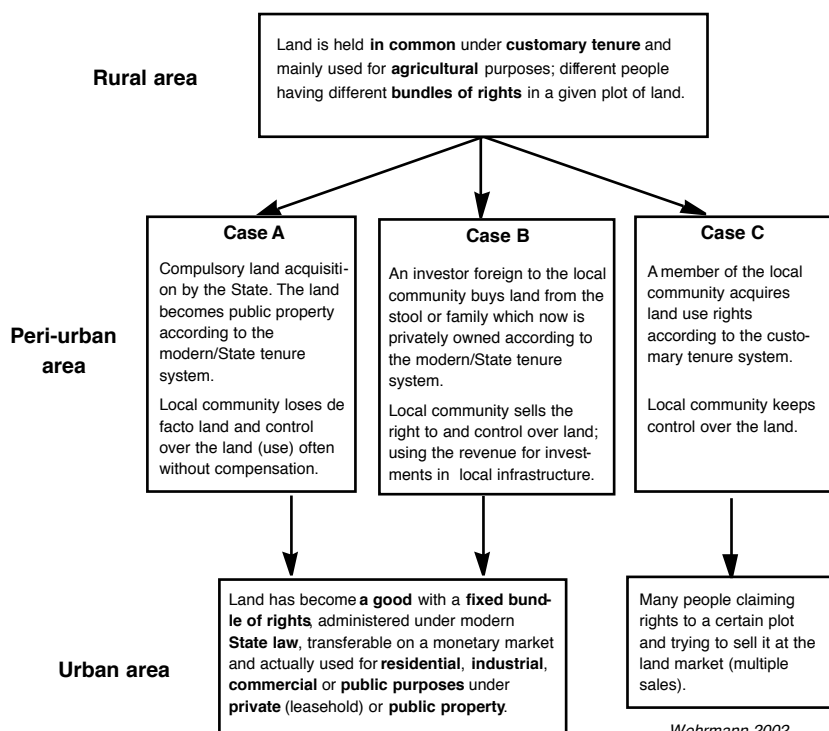 Rural area
Land is held in common under customary tenure and
mainly used for agricultural purposes; different people
having different bundles of rights in a given plot of land.
Peri-urban
area
Case A
Compulsory land acquisiti-
on by the State. The land
becomes public property
according to the
modern/State tenure
system.
Local community loses de
facto land and control
over the land (use) often
without compensation.
Case B
An investor foreign to the local
community buys land from the
stool or family which now is
privately owned according to
the modern/State tenure
system.
Local community sells the
right to and control over land;
using the revenue for invest-
ments in local infrastructure.
Case C
A member of the local
community acquires
land use rights
according to the custo-
mary tenure system.
Local community keeps
control over the land.
Urban area
Land has become a good with a fixed bund-
le of rights, administered under modern
State law, transferable on a monetary market
and actually used for residential, industrial,
commercial or public purposes under
private (leasehold) or public property.
Many people claiming
rights to a certain plot
and trying to sell it at the
land market (multiple
sales).
Wehrmann 2002